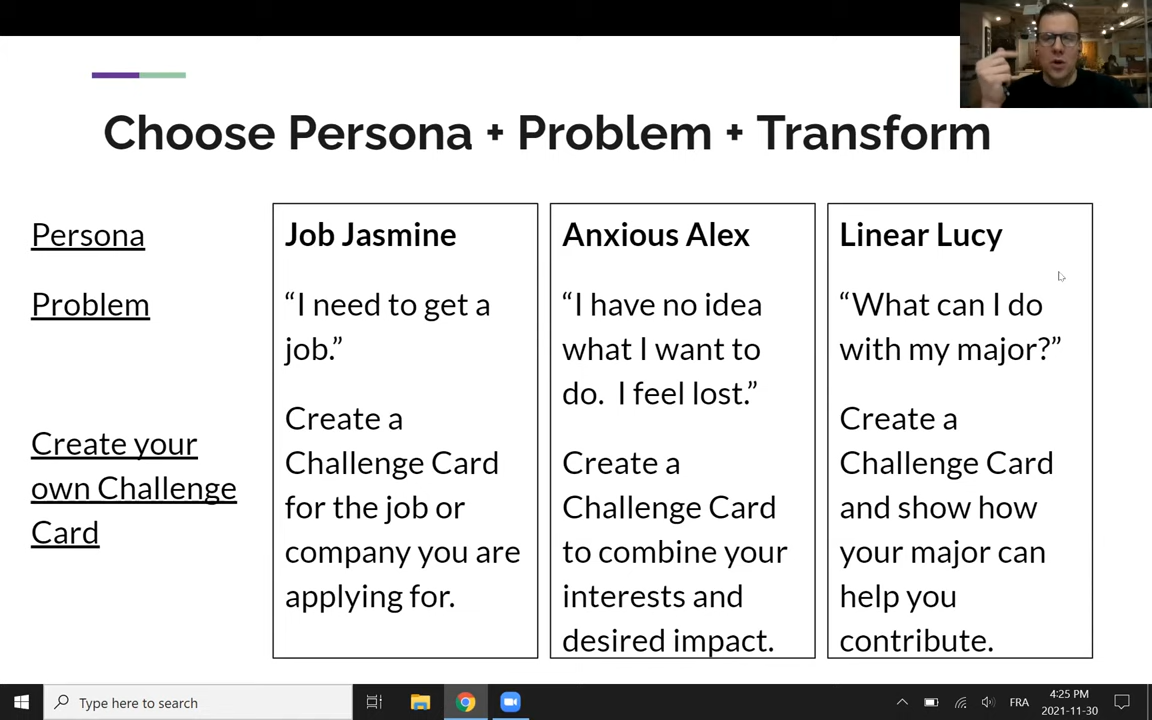 Choose Persona + Problem + Transform
Persona
Problem
Create your
own Challenge
Card
Job Jasmine
“I need to get a
job.”
Create a
Challenge Card
for the job or
company you are
applying for.
Anxious Alex
“I have no idea
what I want to
do.  I feel lost.”
Create a
Challenge Card
to combine your
interests and
desired impact.
Linear Lucy
“What can I do
with my major?”
Create a
Challenge Card
and show how
your major can
help you
contribute.
Type here to search
FRA
4:25 PM
2021-11-30